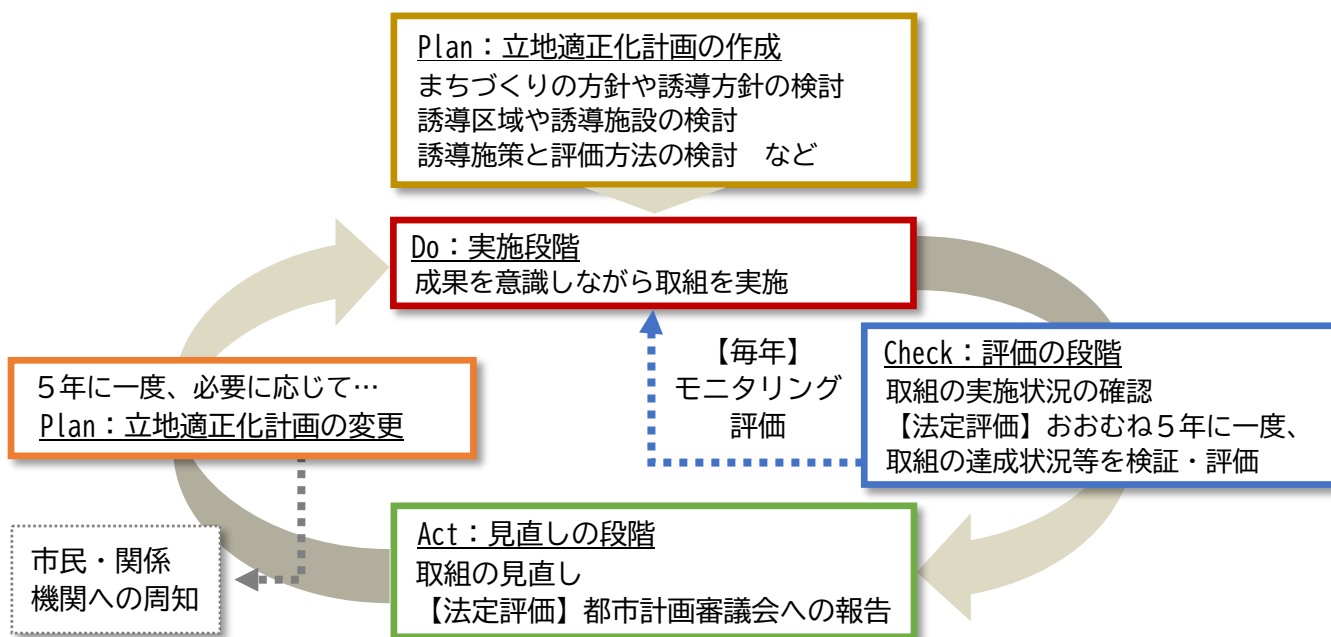 Plan：立地適正化計画の作成
まちづくりの方針や誘導方針の検討
誘導区域や誘導施設の検討
誘導施策と評価方法の検討　など
Do：実施段階
成果を意識しながら取組を実施
【毎年】
モニタリング
評価
Check：評価の段階
取組の実施状況の確認
【法定評価】おおむね５年に一度、
取組の達成状況等を検証・評価
５年に一度、必要に応じて…
Plan：立地適正化計画の変更
Act：見直しの段階
取組の見直し
【法定評価】都市計画審議会への報告
市民・関係
機関への周知